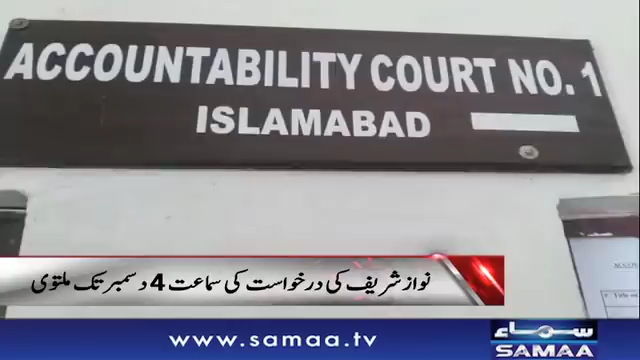 ACCOUNTABILITY COURT NO. 1
ISLAMABAD
نواز شریف کی درخواست کی سماعت 4 دسمبر تک ملتوی
www.samaa.tv
سماء
SAMAA